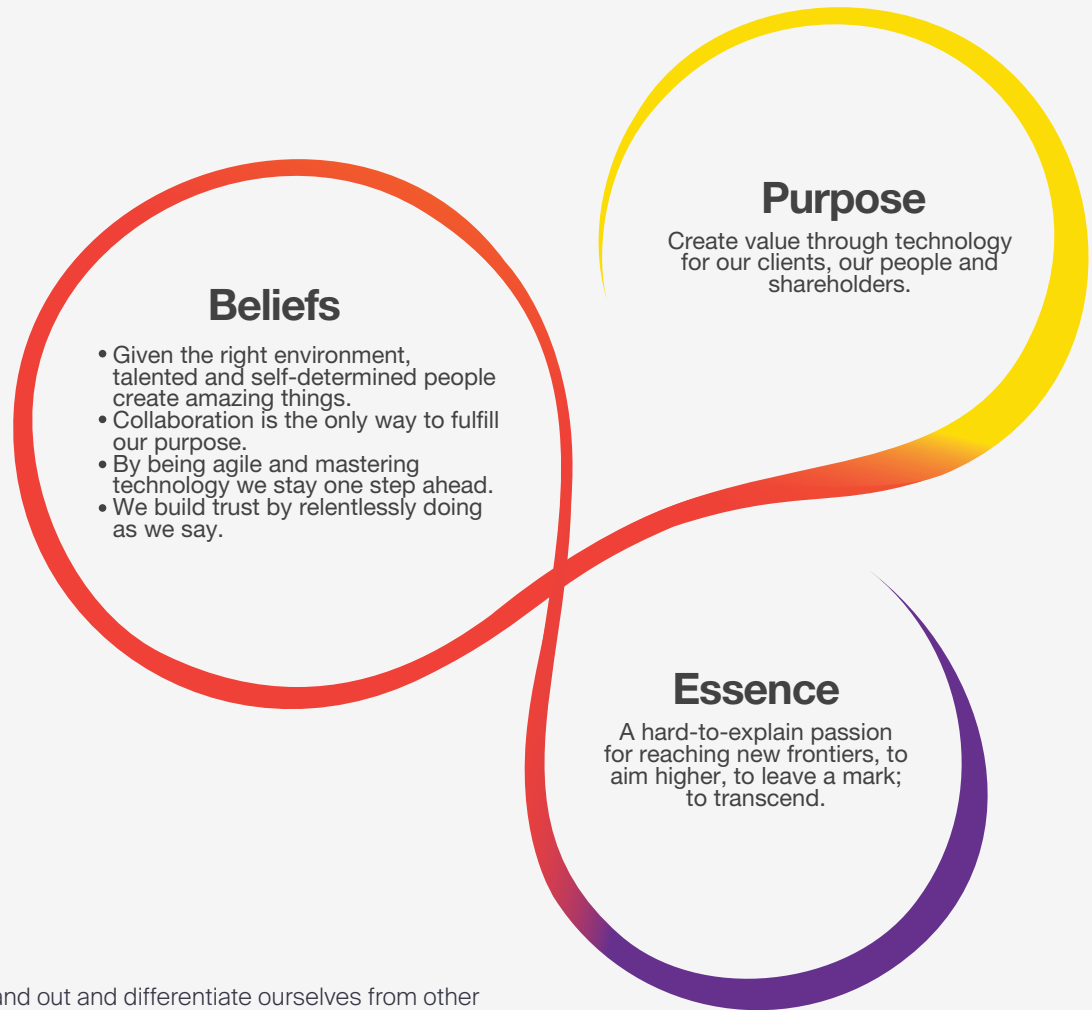 Purpose
Create value through technology
for our clients, our people and
shareholders.
Beliefs
• Given the right environment,
talented and self-determined people
create amazing things.
• Collaboration is the only way to fulfill
our purpose.
• By being agile and mastering
technology we stay one step ahead.
• We build trust by relentlessly doing
as we say.
Essence
A hard-to-explain passion
for reaching new frontiers, to
aim higher, to leave a mark;
to transcend.
and out and differentiate ourselves from other